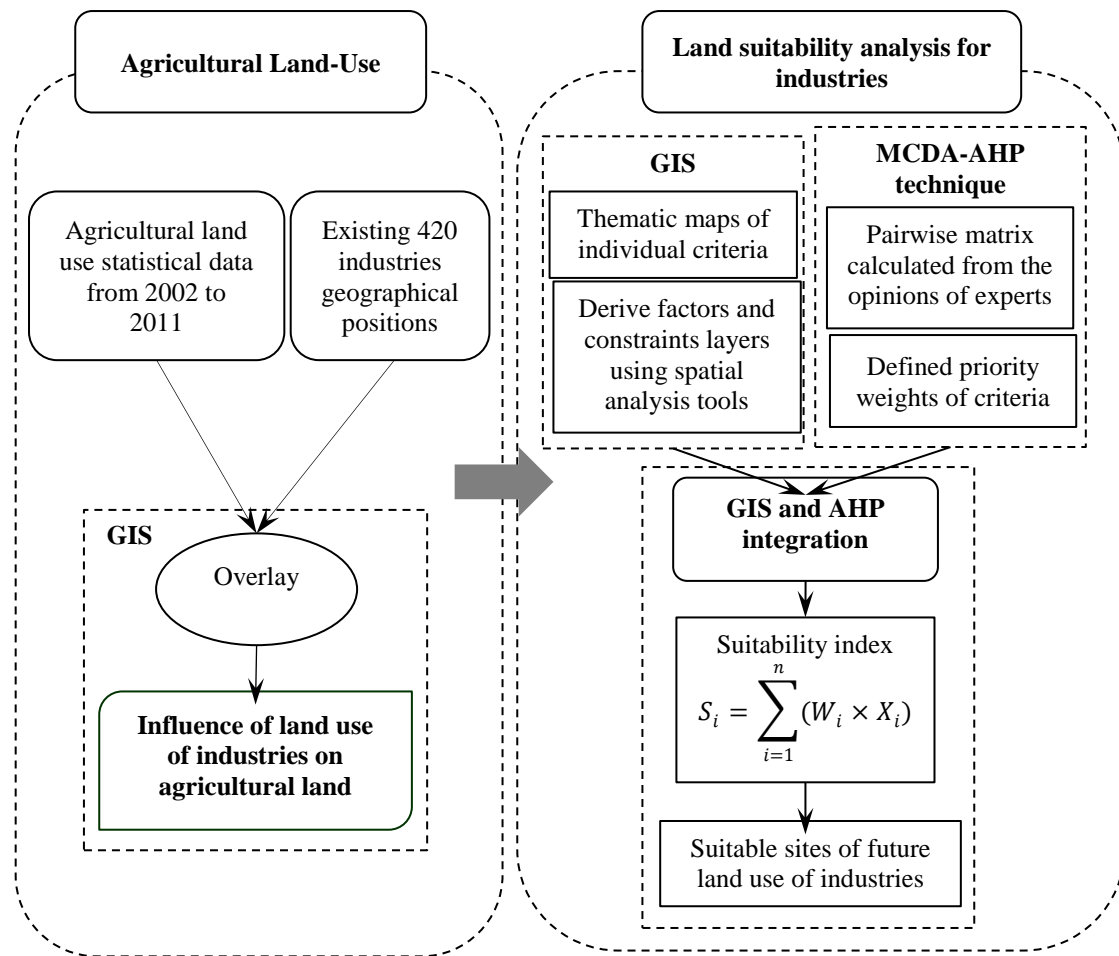 Agricultural Land-Use
Agricultural land
use statistical data
from 2002 to
2011
Existing 420
industries
geographical
positions
GIS
Overlay
Influence of land use
of industries on
agricultural land
Land suitability analysis for
industries
GIS
Thematic maps of
individual criteria
Derive factors and
constraints layers
using spatial
analysis tools
MCDA-AHP
technique
Pairwise matrix
calculated from the
opinions of experts
Defined priority
weights of criteria
GIS and AHP
integration
Suitability index
S_i = ∑_{i=1}^{n} (W_i × X_i)
Suitable sites of future
land use of industries